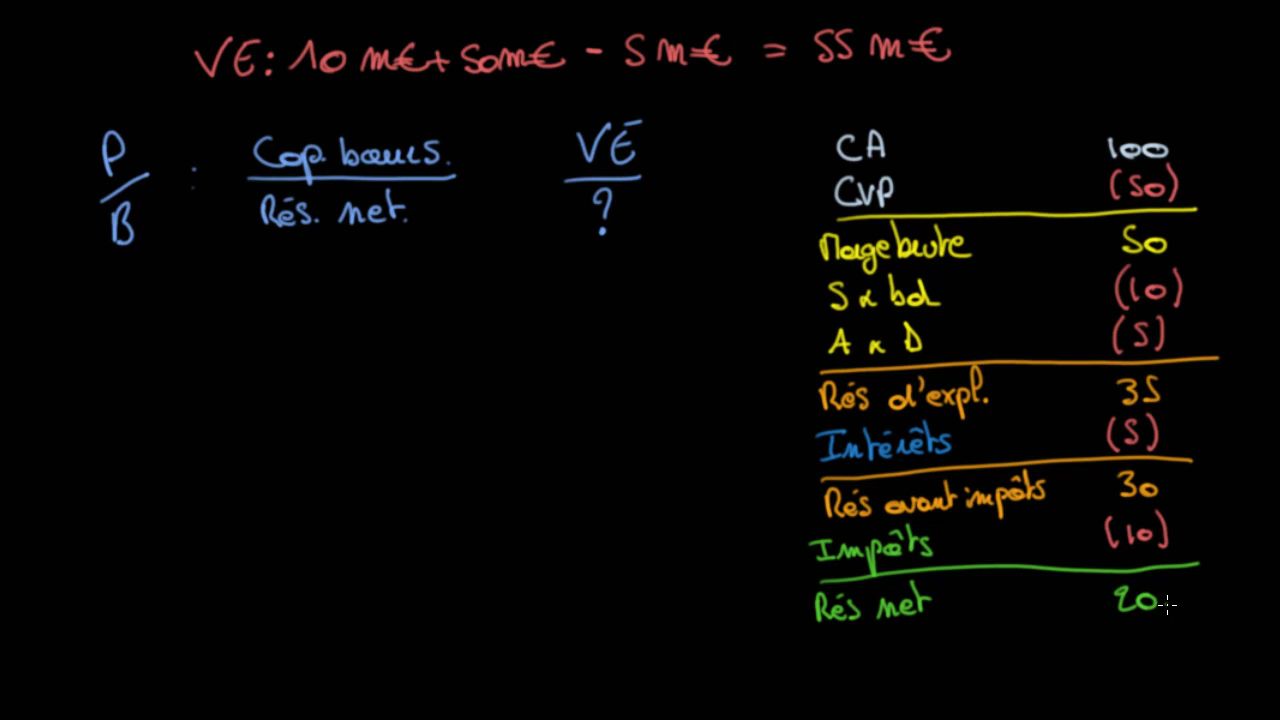 VE: 10 m€ + 50 m€ - 5 m€ = 55 m€
P/B : Cap. bours. / Rés. net. VE / ?
CA 100
CVP (50)
Marge brute 50
S x bd (10)
A x D (5)
Rés d'expl. 35
Intérêts (5)
Rés avant impôts 30
Impôts (10)
Rés net 20